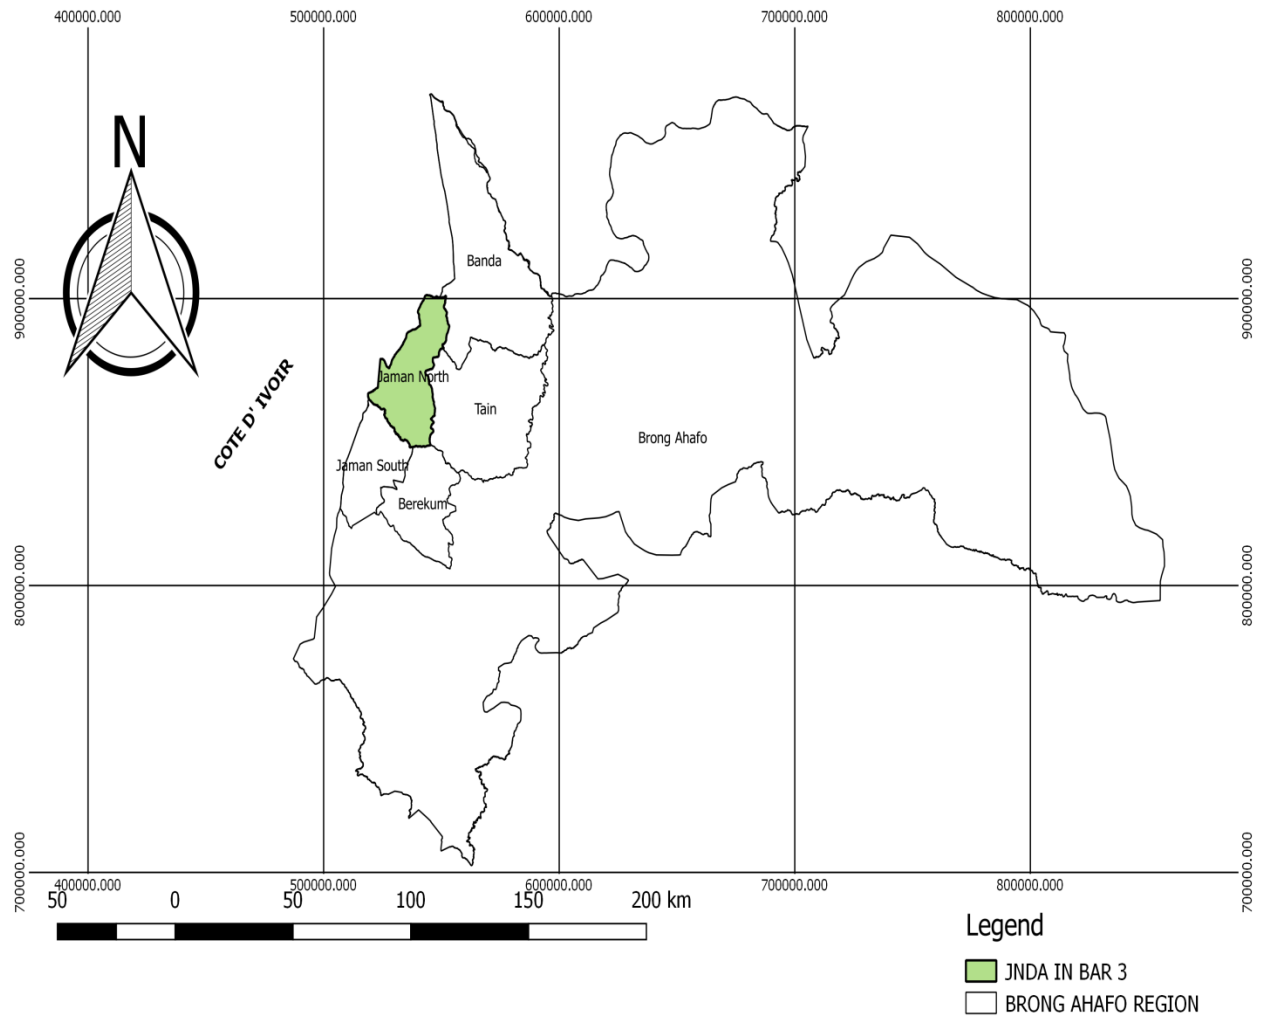 400000.000 500000.000 600000.000 700000.000 800000.000
N
Banda
900000.000 900000.000
COTE D' IVOIR
Jaman North
Tain
Brong Ahafo
Jaman South
Berekum
800000.000 800000.000
700000.000 700000.000
400000.000 500000.000 600000.000 700000.000 800000.000
50 0 50 100 150 200 km
Legend
JNDA IN BAR 3
BRONG AHAFO REGION